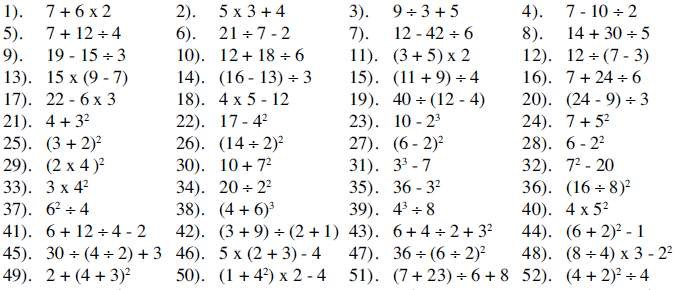 1). 7 + 6 x 2 2). 5 x 3 + 4 3). 9 ÷ 3 + 5 4). 7 - 10 ÷ 2
5). 7 + 12 ÷ 4 6). 21 ÷ 7 - 2 7). 12 - 42 ÷ 6 8). 14 + 30 ÷ 5
9). 19 - 15 ÷ 3 10). 12 + 18 ÷ 6 11). (3 + 5) x 2 12). 12 ÷ (7 - 3)
13). 15 x (9 - 7) 14). (16 - 13) ÷ 3 15). (11 + 9) ÷ 4 16). 7 + 24 ÷ 6
17). 22 - 6 x 3 18). 4 x 5 - 12 19). 40 ÷ (12 - 4) 20). (24 - 9) ÷ 3
21). 4 + 3² 22). 17 - 4² 23). 10 - 2³ 24). 7 + 5²
25). (3 + 2)² 26). (14 ÷ 2)² 27). (6 - 2)² 28). 6 - 2²
29). (2 x 4 )² 30). 10 + 7² 31). 3³ - 7 32). 7² - 20
33). 3 x 4² 34). 20 ÷ 2² 35). 36 - 3² 36). (16 ÷ 8)²
37). 6² ÷ 4 38). (4 + 6)³ 39). 4³ ÷ 8 40). 4 x 5²
41). 6 + 12 ÷ 4 - 2 42). (3 + 9) ÷ (2 + 1) 43). 6 + 4 ÷ 2 + 3² 44). (6 + 2)² - 1
45). 30 ÷ (4 ÷ 2) + 3 46). 5 x (2 + 3) - 4 47). 36 ÷ (6 ÷ 2)² 48). (8 ÷ 4) x 3 - 2²
49). 2 + (4 + 3)² 50). (1 + 4²) x 2 - 4 51). (7 + 23) ÷ 6 + 8 52). (4 + 2)² ÷ 4